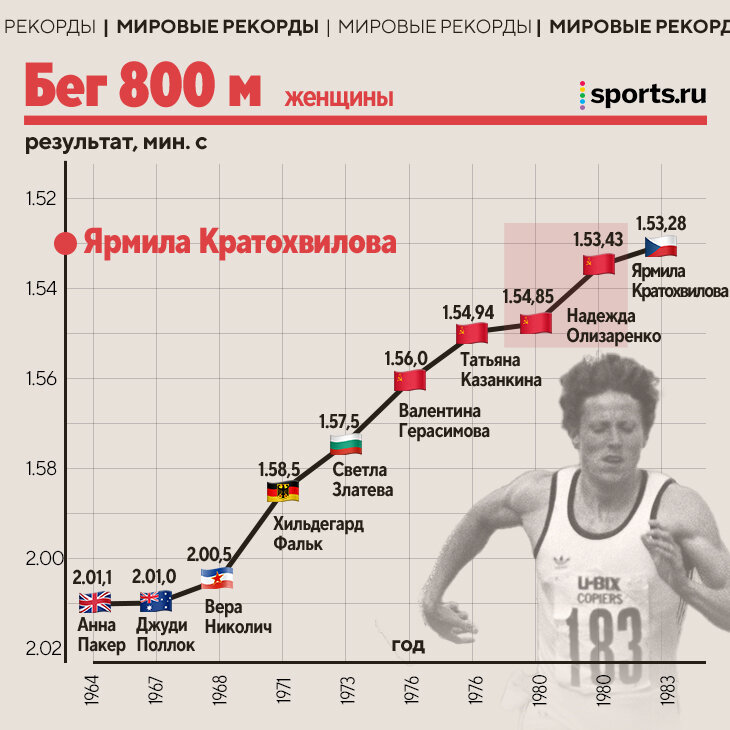 РЕКОРДЫ | МИРОВЫЕ РЕКОРДЫ | МИРОВЫЕ РЕКОРДЫ | МИРОВЫЕ РЕКОРД
Бег 800 м женщины
sports.ru
результат, мин. с
1.52
Ярмила Кратохвилова
1.54
1.56
1.58
2.00
2.02
2.01,1
Анна
Пакер
2.01,0
Джуди
Поллок
2.00,5
Вера
Николич
1.58,5
Хильдегард
Фальк
1.57,5
Светла
Златева
1.56,0
Валентина
Герасимова
1.54,94
Татьяна
Казанкина
1.54,85
1.53,43
Надежда
Олизаренко
1.53,28
Ярмила
Кратохвилова
U-BIX
COPIERS
183
год
1964
1967
1968
1971
1973
1976
1976
1980
1980
1983